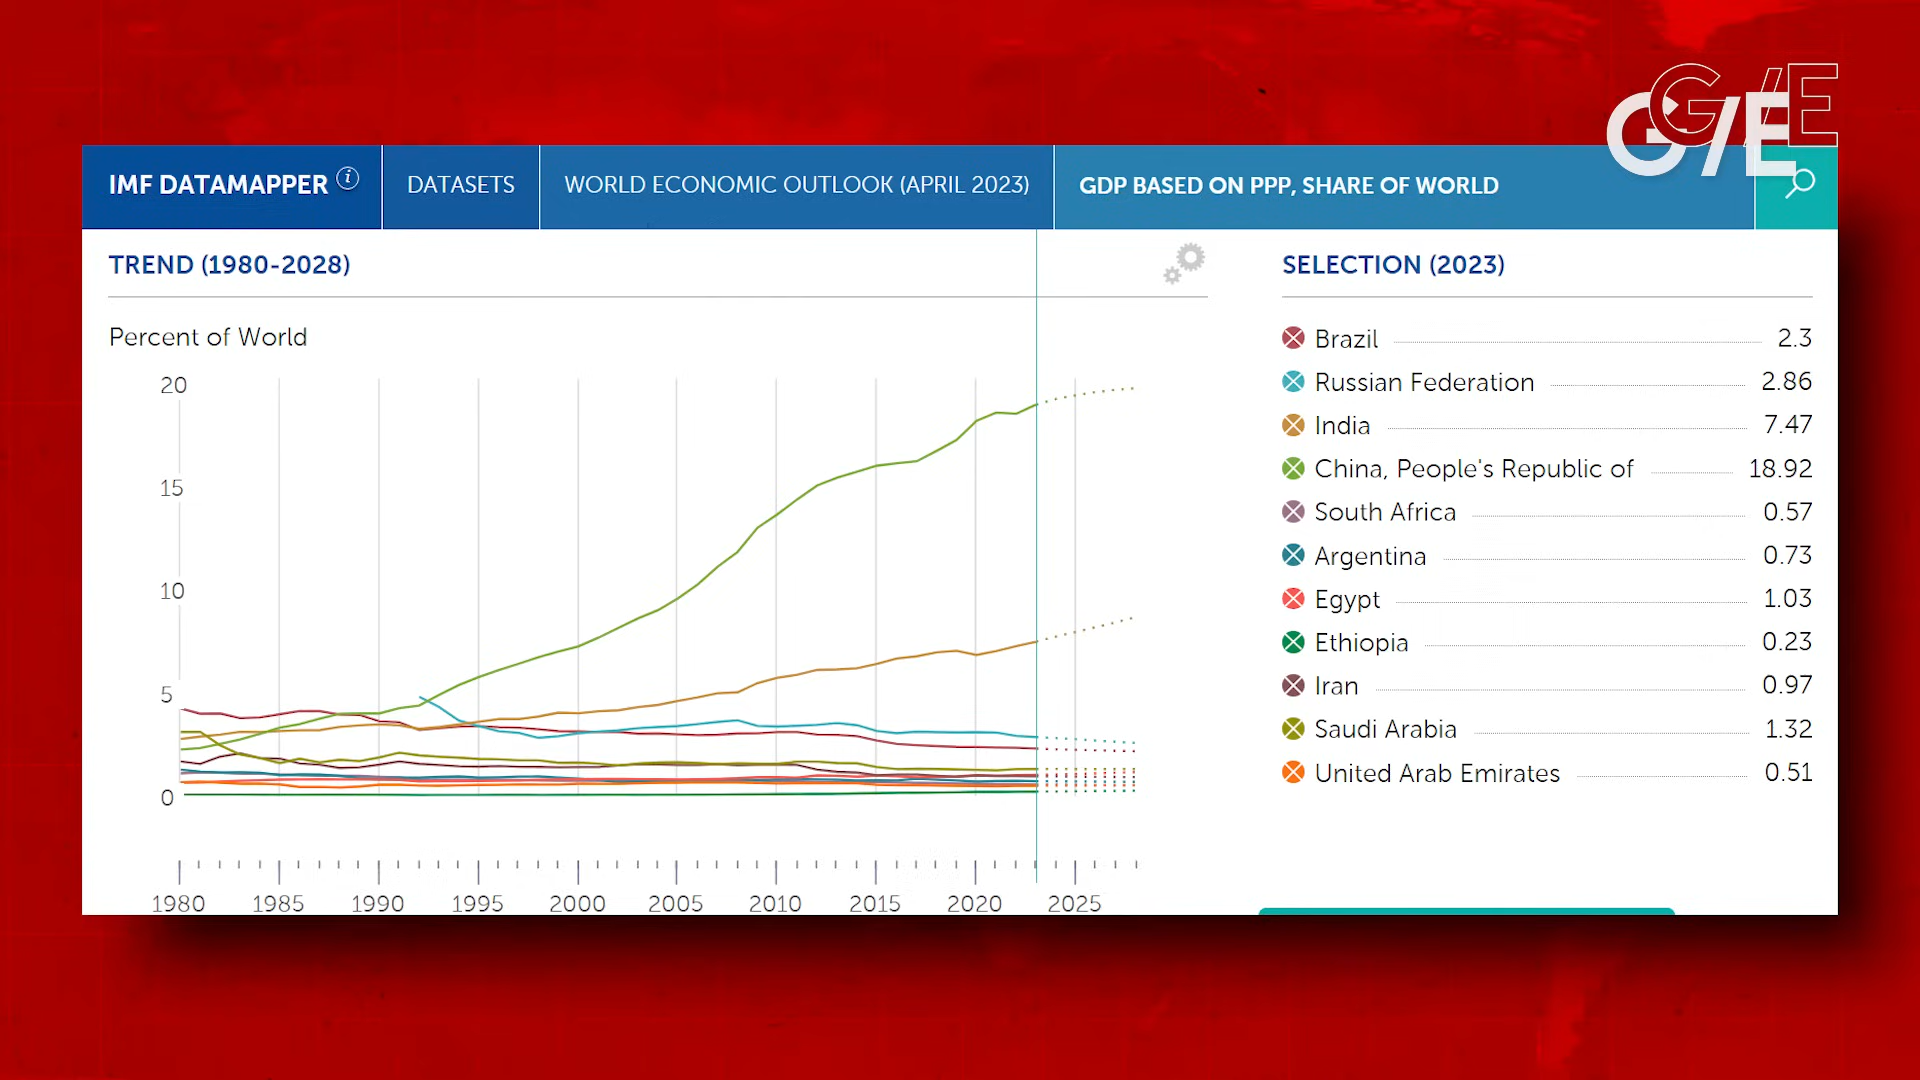 G/E
G/E
IMF DATAMAPPER i
DATASETS
WORLD ECONOMIC OUTLOOK (APRIL 2023)
GDP BASED ON PPP, SHARE OF WORLD
TREND (1980-2028)
Percent of World
20
15
10
5
0
1980 1985 1990 1995 2000 2005 2010 2015 2020 2025
SELECTION (2023)
Brazil 2.3
Russian Federation 2.86
India 7.47
China, People's Republic of 18.92
South Africa 0.57
Argentina 0.73
Egypt 1.03
Ethiopia 0.23
Iran 0.97
Saudi Arabia 1.32
United Arab Emirates 0.51